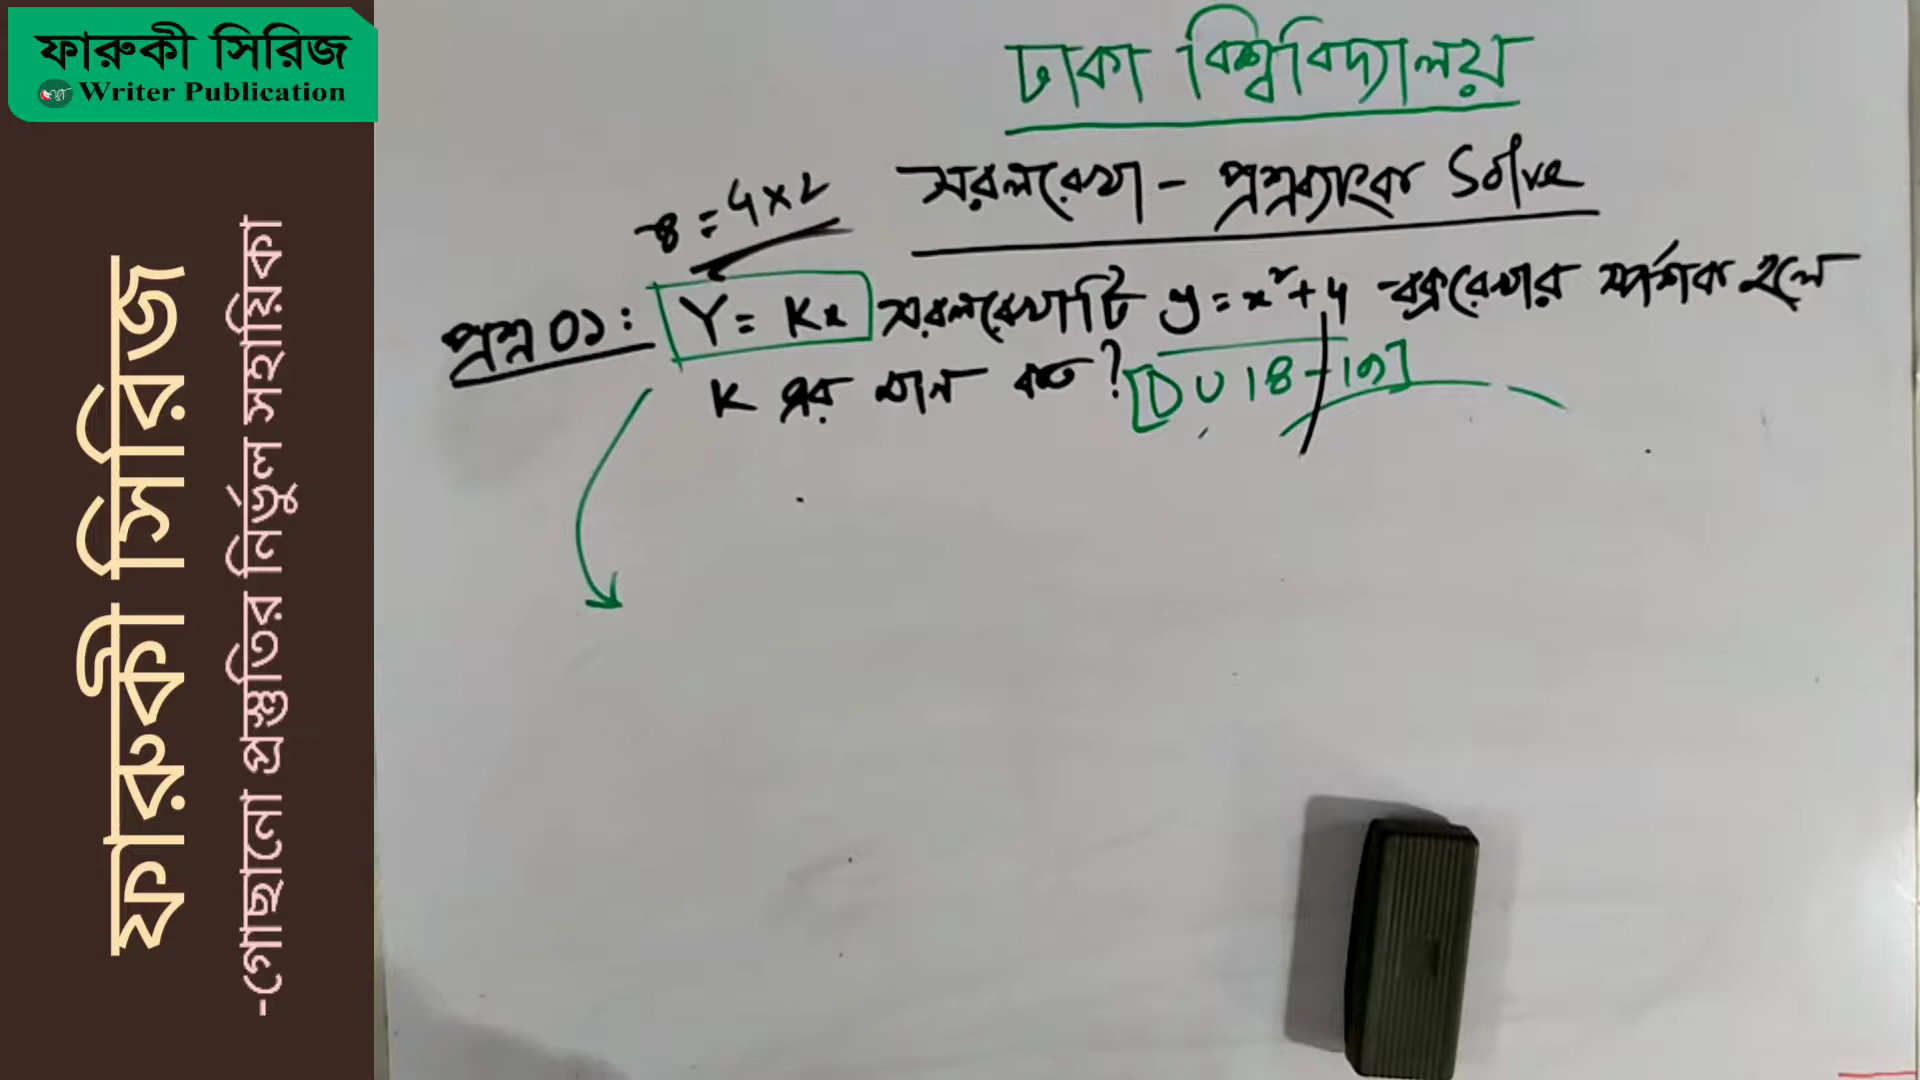 ফারুকী সিরিজ
Writer Publication
ফারুকী সিরিজ
-গোছানো প্রস্তুতির নির্ভুল সহায়িকা
ঢাকা বিশ্ববিদ্যালয়
সরলরেখা - প্রশ্নব্যাংক Solve
8 = 4×2
প্রশ্ন 01: Y = Kx সরলরেখাটি y = x²+4 -বক্ররেখার স্পর্শক হলে
K এর মান কত? [DU 18-19]